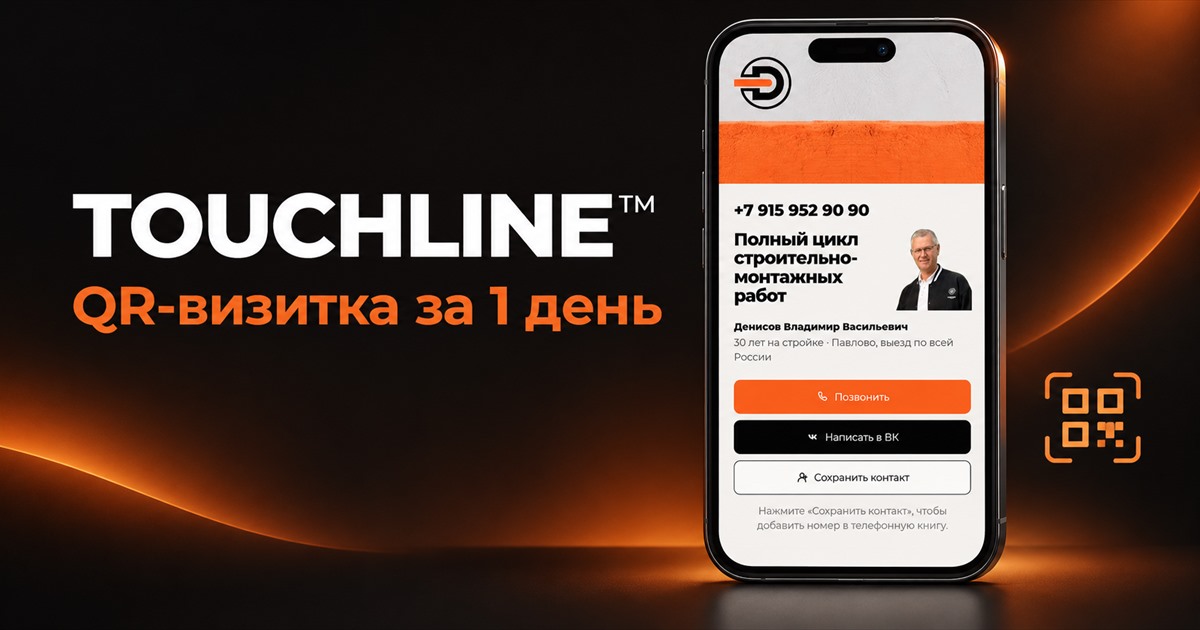 TOUCHLINE™
QR-визитка за 1 день
D
+7 915 952 90 90
Полный цикл
строительно-
монтажных
работ
Денисов Владимир Васильевич
30 лет на стройке · Павлово, выезд по всей
России
Позвонить
Написать в ВК
Сохранить контакт
Нажмите «Сохранить контакт», чтобы
добавить номер в телефонную книгу.